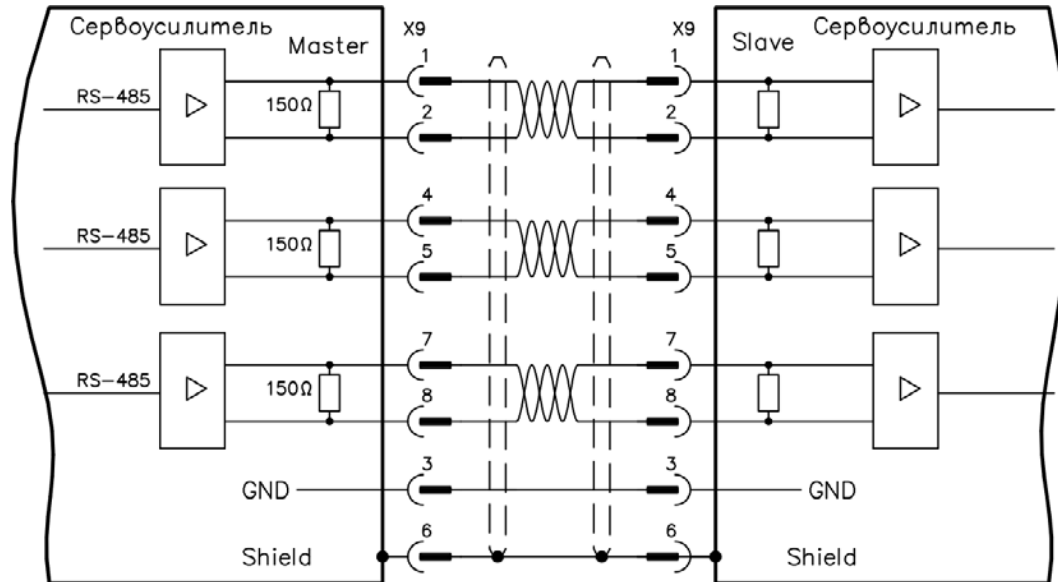 Сервоусилитель
Master
X9
X9
Slave
Сервоусилитель
1
1
RS-485
150Ω
2
2
4
4
RS-485
150Ω
5
5
7
7
RS-485
150Ω
8
8
3
3
GND
GND
6
6
Shield
Shield